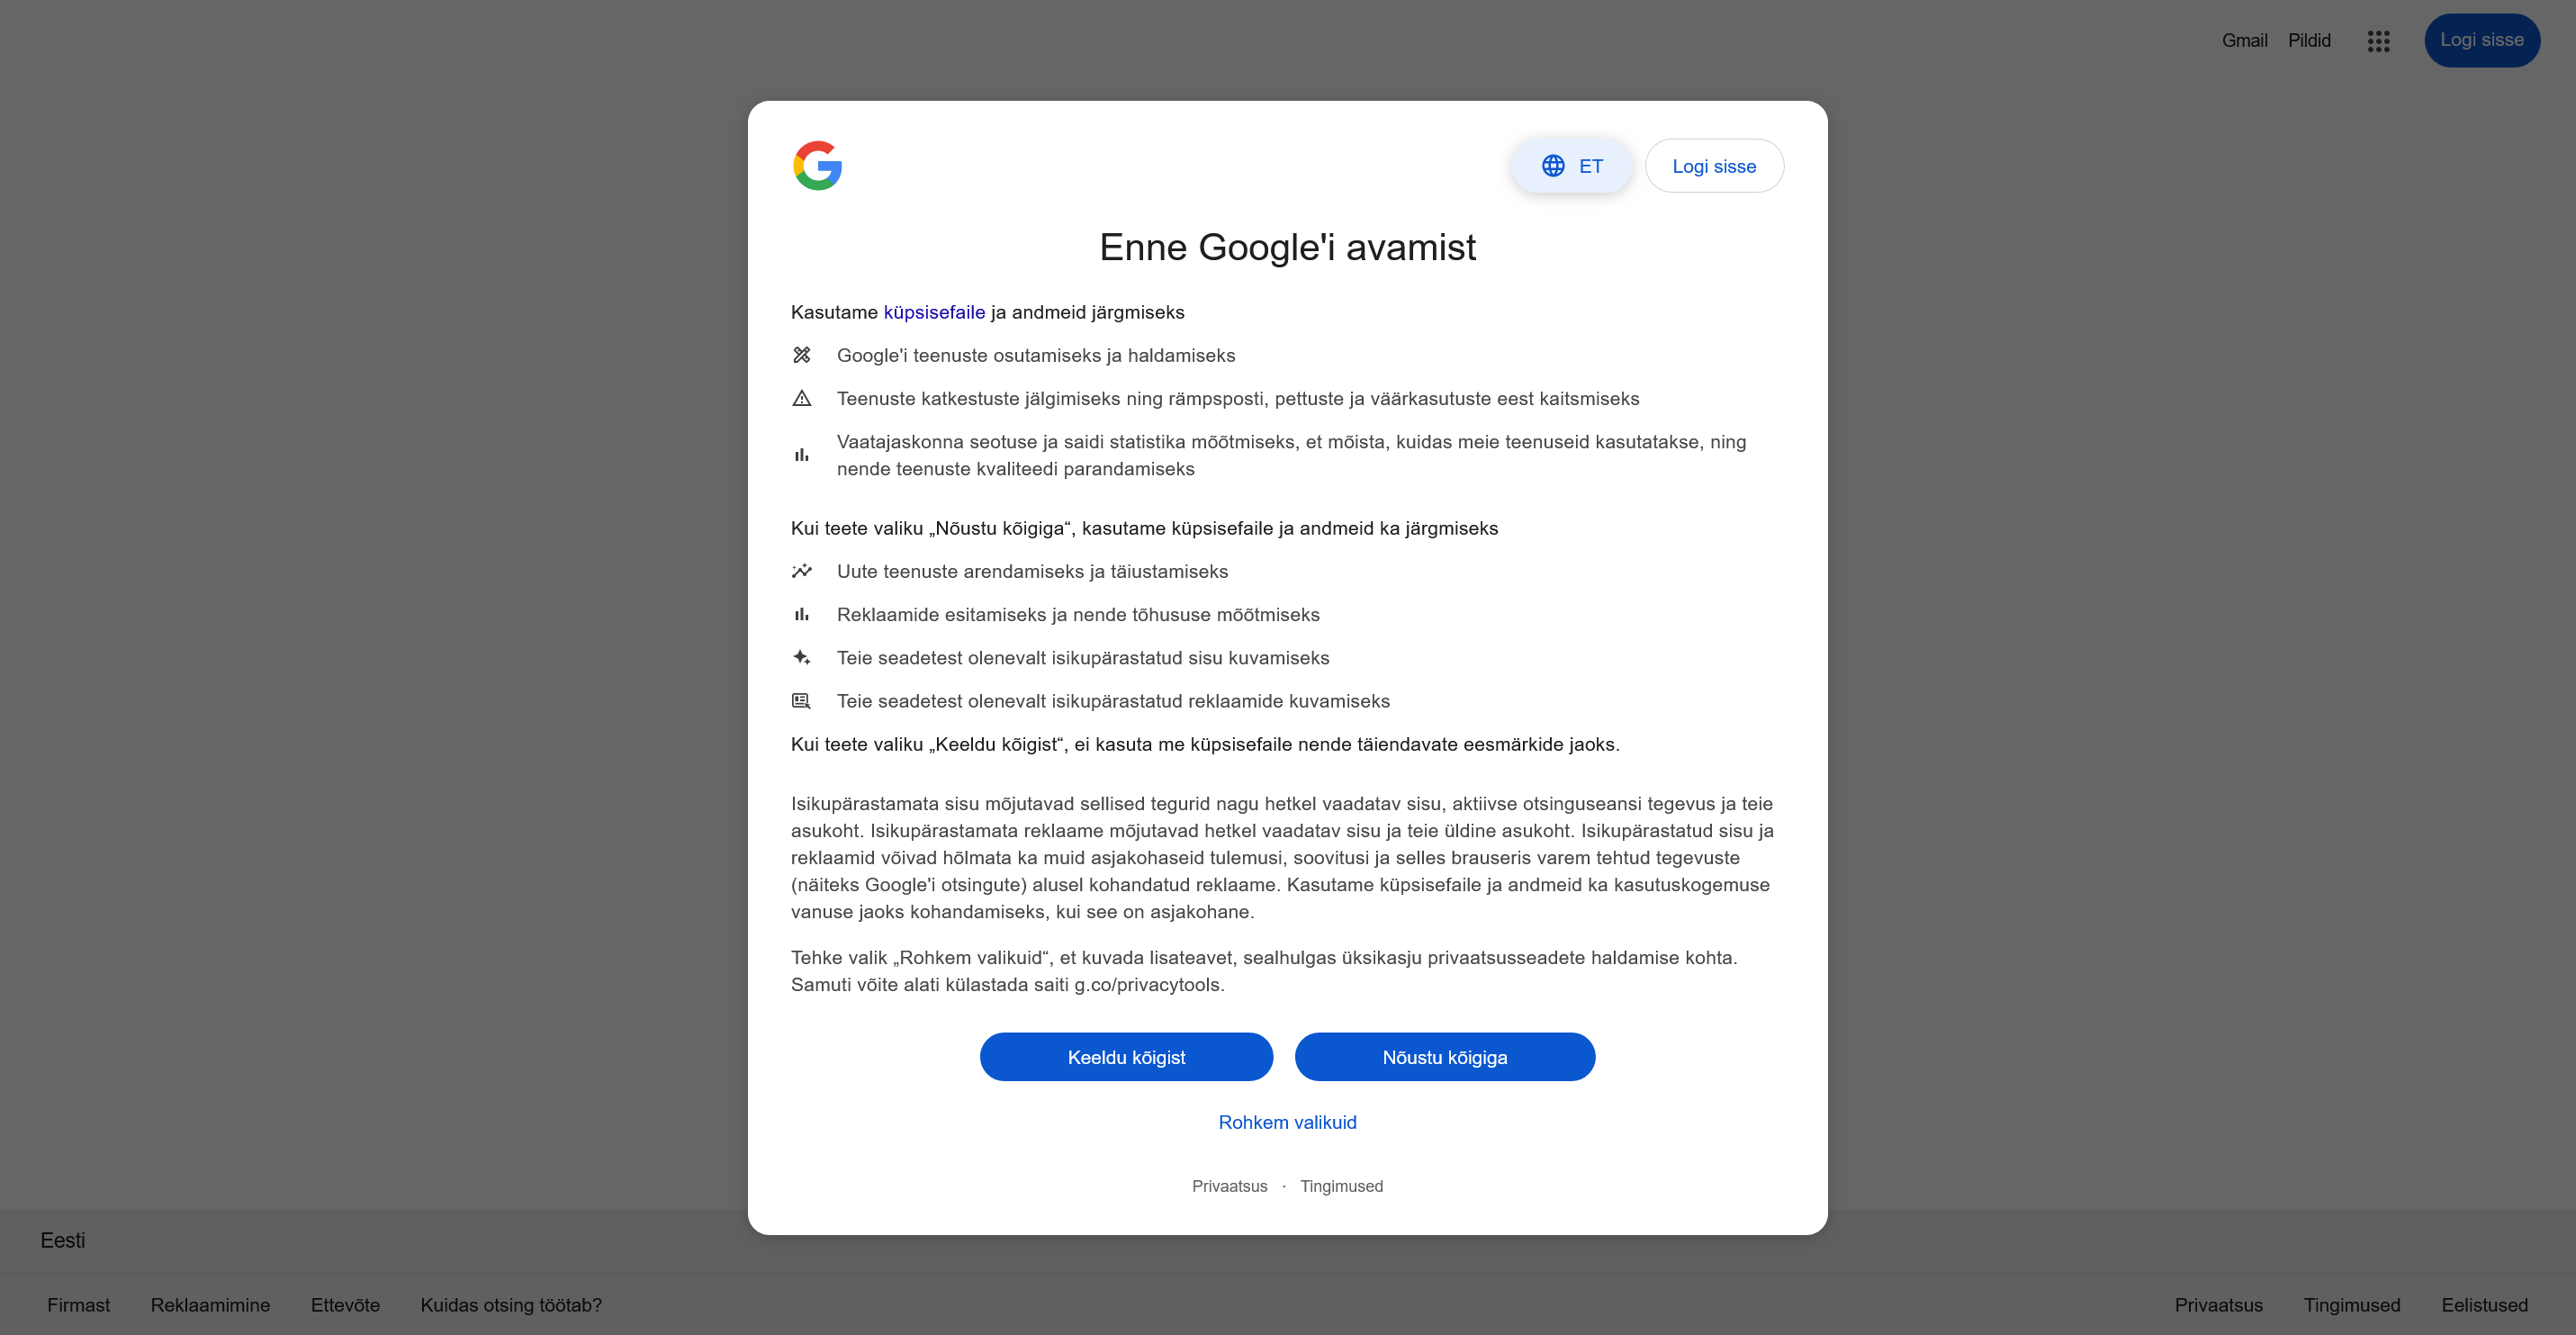 Gmail Pildid Logi sisse
ET Logi sisse
Enne Google'i avamist
Kasutame küpsisefaile ja andmeid järgmiseks
Google'i teenuste osutamiseks ja haldamiseks
Teenuste katkestuste jälgimiseks ning rämpsposti, pettuste ja väärkasutuste eest kaitsmiseks
Vaatajaskonna seotuse ja saidi statistika mõõtmiseks, et mõista, kuidas meie teenuseid kasutatakse, ning
nende teenuste kvaliteedi parandamiseks
Kui teete valiku „Nõustu kõigiga“, kasutame küpsisefaile ja andmeid ka järgmiseks
Uute teenuste arendamiseks ja täiustamiseks
Reklaamide esitamiseks ja nende tõhususe mõõtmiseks
Teie seadetest olenevalt isikupärastatud sisu kuvamiseks
Teie seadetest olenevalt isikupärastatud reklaamide kuvamiseks
Kui teete valiku „Keeldu kõigist“, ei kasuta me küpsisefaile nende täiendavate eesmärkide jaoks.
Isikupärastamata sisu mõjutavad sellised tegurid nagu hetkel vaadatav sisu, aktiivse otsinguseansi tegevus ja teie
asukoht. Isikupärastamata reklaame mõjutavad hetkel vaadatav sisu ja teie üldine asukoht. Isikupärastatud sisu ja
reklaamid võivad hõlmata ka muid asjakohaseid tulemusi, soovitusi ja selles brauseris varem tehtud tegevuste
(näiteks Google'i otsingute) alusel kohandatud reklaame. Kasutame küpsisefaile ja andmeid ka kasutuskogemuse
vanuse jaoks kohandamiseks, kui see on asjakohane.
Tehke valik „Rohkem valikuid“, et kuvada lisateavet, sealhulgas üksikasju privaatsusseadete haldamise kohta.
Samuti võite alati külastada saiti g.co/privacytools.
Keeldu kõigist Nõustu kõigiga
Rohkem valikuid
Privaatsus · Tingimused
Eesti
Firmast Reklaamimine Ettevõte Kuidas otsing töötab? Privaatsus Tingimused Eelistused